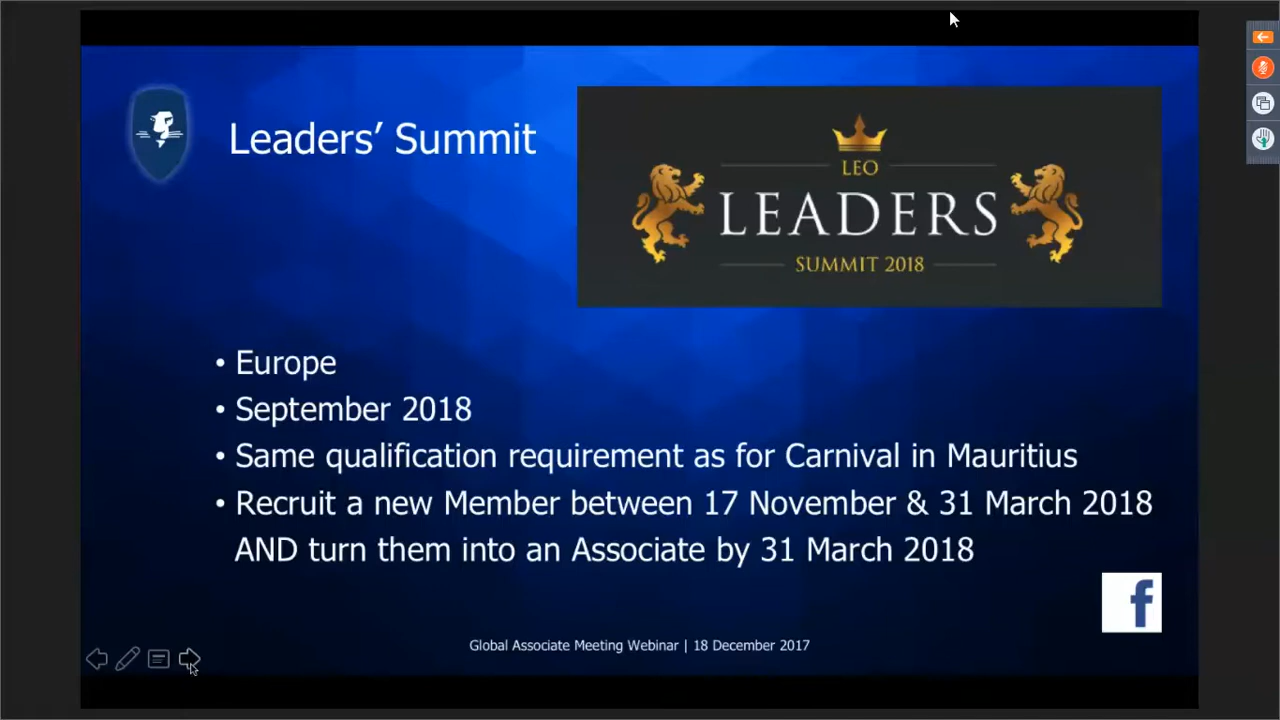 Leaders’ Summit
LEO
LEADERS
SUMMIT 2018
• Europe
• September 2018
• Same qualification requirement as for Carnival in Mauritius
• Recruit a new Member between 17 November & 31 March 2018
AND turn them into an Associate by 31 March 2018
f
Global Associate Meeting Webinar | 18 December 2017